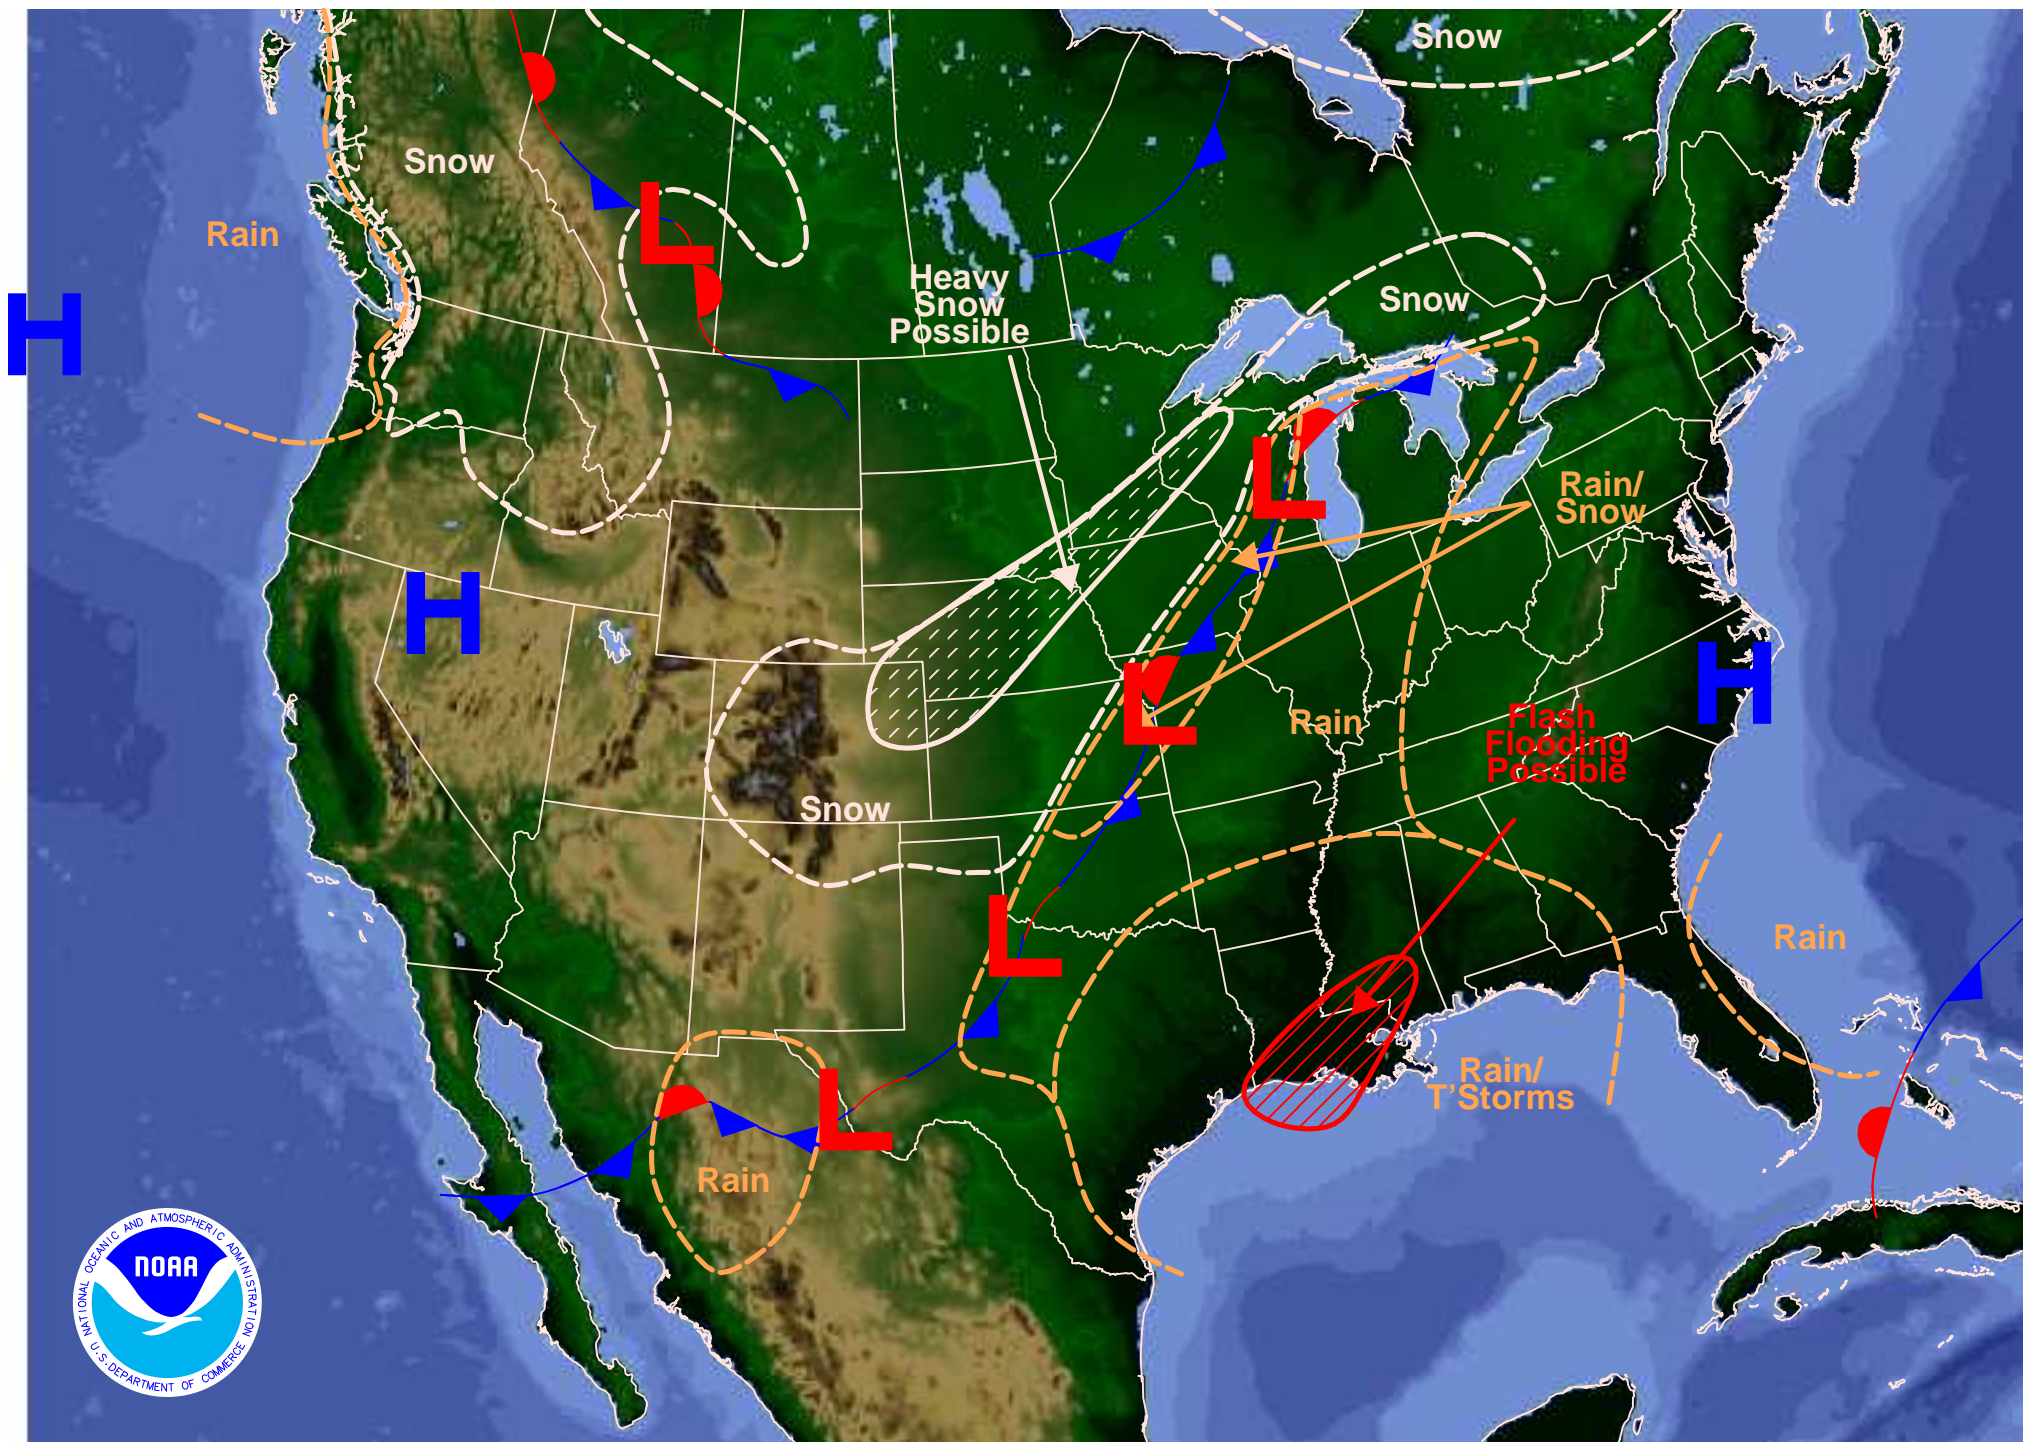 Snow
Snow
Rain
H
L
Heavy
Snow
Possible
Snow
L
Rain/
Snow
H
H
L
Rain
Flash
Flooding
Possible
Snow
L
Rain
L
Rain/
T'Storms
Rain
NATIONAL OCEANIC AND ATMOSPHERIC ADMINISTRATION
NOAA
U.S. DEPARTMENT OF COMMERCE